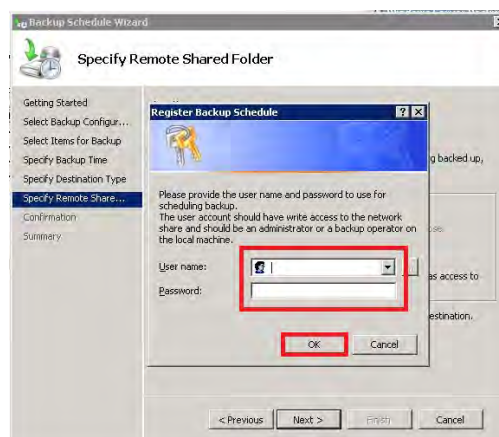 Backup Schedule Wizard
Specify Remote Shared Folder
Getting Started
Select Backup Configur...
Select Items for Backup
Specify Backup Time
Specify Destination Type
Specify Remote Share...
Confirmation
Summary
Register Backup Schedule
Please provide the user name and password to use for
scheduling backup.
The user account should have write access to the network
share and should be an administrator or a backup operator on
the local machine.
User name:
Password:
OK
Cancel
g backed up,
as access to
estination.
< Previous
Next >
Finish
Cancel